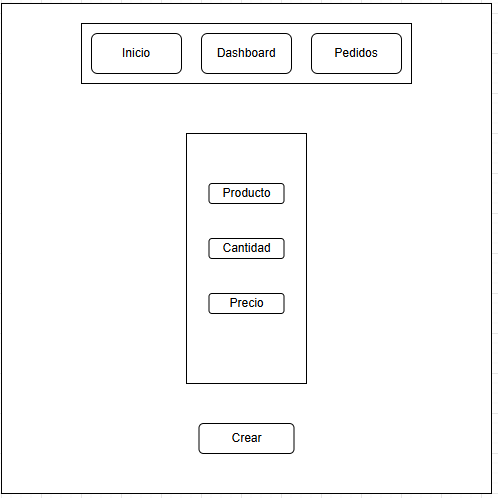 Inicio
Dashboard
Pedidos
Producto
Cantidad
Precio
Crear